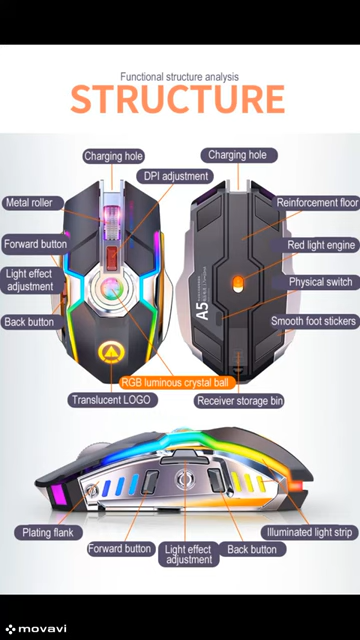 Functional structure analysis
STRUCTURE
Charging hole
Charging hole
DPI adjustment
Metal roller
Reinforcement floor
Forward button
Red light engine
Light effect
adjustment
Physical switch
Back button
Smooth foot stickers
A5
RGB luminous crystal ball
Translucent LOGO
Receiver storage bin
Plating flank
Illuminated light strip
Forward button
Light effect
adjustment
Back button
movavi